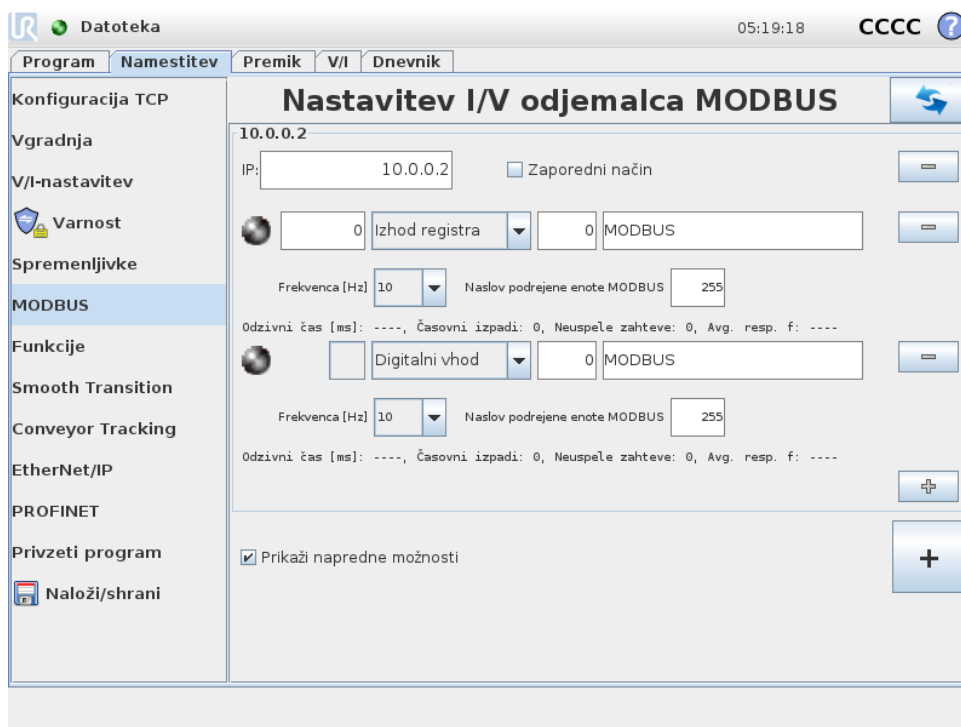 UR Datoteka 05:19:18 CCCC ?
Program Namestitev Premik V/I Dnevnik
Konfiguracija TCP
Vgradnja
V/I-nastavitev
Varnost
Spremenljivke
MODBUS
Funkcije
Smooth Transition
Conveyor Tracking
EtherNet/IP
PROFINET
Privzeti program
Naloži/shrani
Nastavitev I/V odjemalca MODBUS
10.0.0.2
IP: 10.0.0.2 Zaporedni način
0 Izhod registra 0 MODBUS
Frekvenca [Hz] 10 Naslov podrejene enote MODBUS 255
Odzivni čas [ms]: ----, Časovni izpadi: 0, Neuspele zahteve: 0, Avg. resp. f: ----
Digitalni vhod 0 MODBUS
Frekvenca [Hz] 10 Naslov podrejene enote MODBUS 255
Odzivni čas [ms]: ----, Časovni izpadi: 0, Neuspele zahteve: 0, Avg. resp. f: ----
Prikaži napredne možnosti